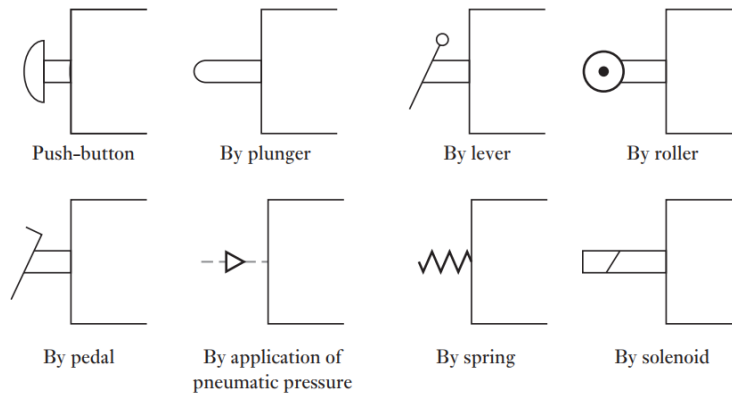 Push-button
By plunger
By lever
By roller
By pedal
By application of
pneumatic pressure
By spring
By solenoid